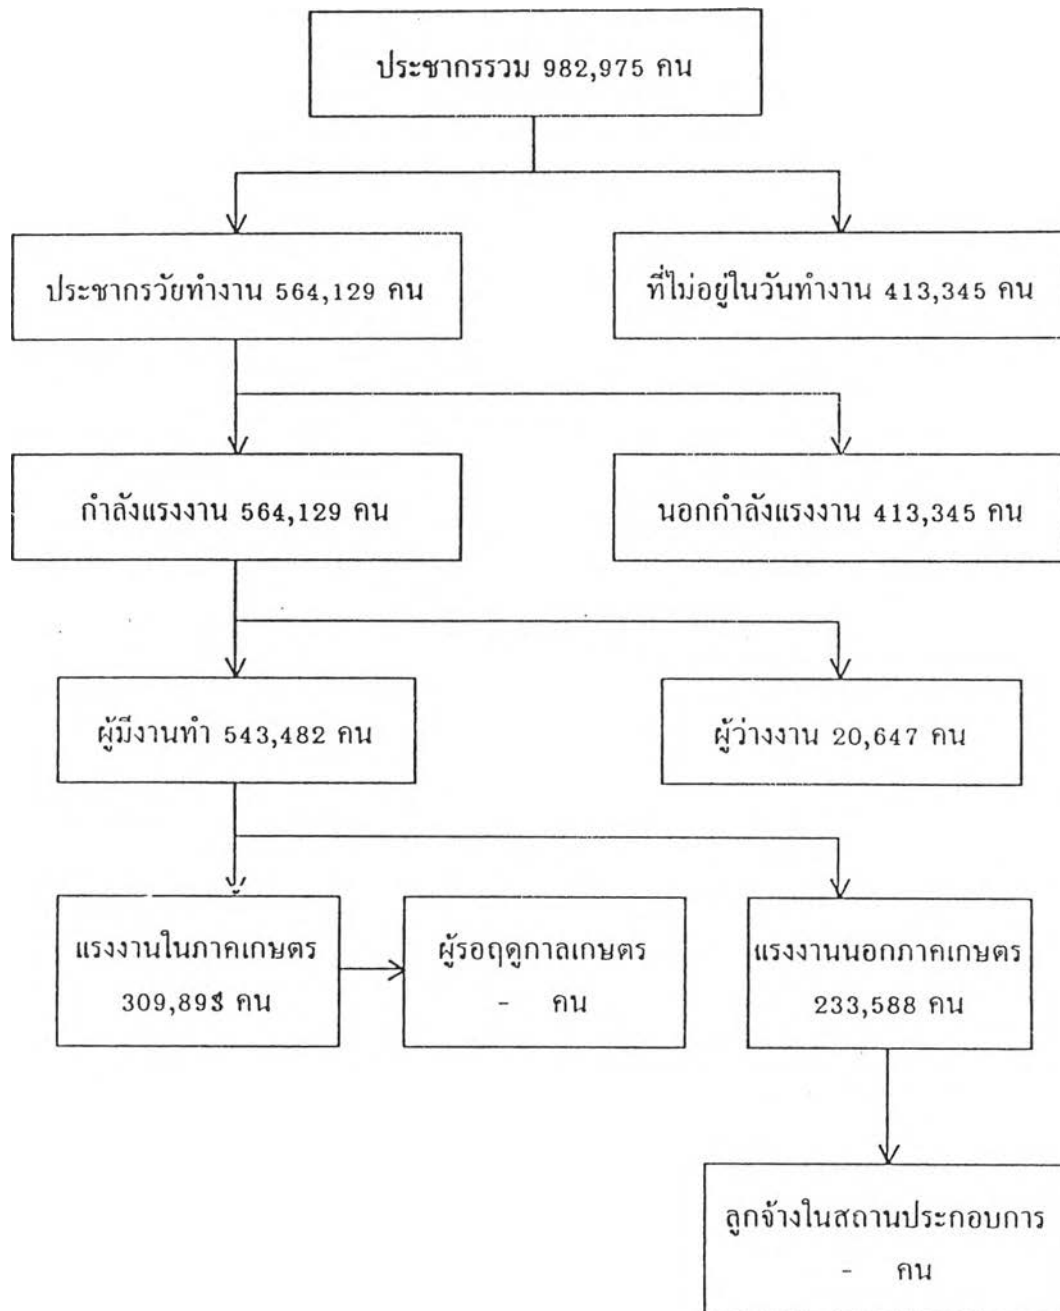 ประชากรรวม 982,975 คน
ประชากรวัยทำงาน 564,129 คน
ที่ไม่อยู่ในวันทำงาน 413,345 คน
กำลังแรงงาน 564,129 คน
นอกกำลังแรงงาน 413,345 คน
ผู้มีงานทำ 543,482 คน
ผู้ว่างงาน 20,647 คน
แรงงานในภาคเกษตร
คน
ผู้รอฤดูกาลเกษตร
- คน
แรงงานนอกภาคเกษตร
233,588 คน
ลูกจ้างในสถานประกอบการ
- คน